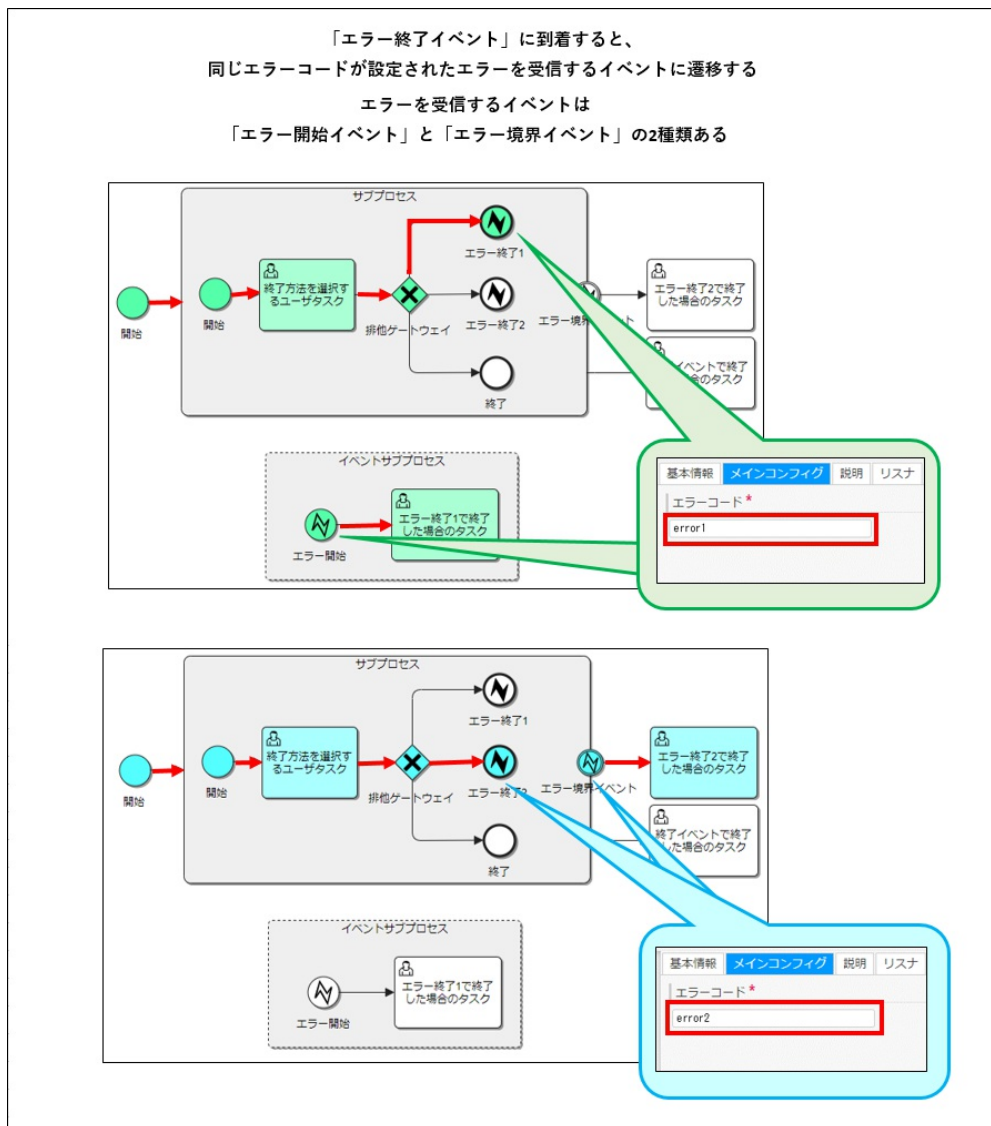 「エラー終了イベント」に到着すると、
同じエラーコードが設定されたエラーを受信するイベントに遷移する
エラーを受信するイベントは
「エラー開始イベント」と「エラー境界イベント」の2種類ある
サブプロセス
開始
開始
終了方法を選択す
るユーザタスク
排他ゲートウェイ
エラー終了1
エラー終了2
終了
エラー境界
ント
エラー終了2で終了
した場合のタスク
イベントで終了
場合のタスク
イベントサブプロセス
エラー開始
エラー終了1で終了
した場合のタスク
基本情報
メインコンフィグ
説明
リスナ
エラーコード *
error1
サブプロセス
開始
開始
終了方法を選択す
るユーザタスク
排他ゲートウェイ
エラー終了1
エラー終了2
終了
エラー境界イベント
エラー終了2で終了
した場合のタスク
終了イベントで終了
した場合のタスク
イベントサブプロセス
エラー開始
エラー終了1で終了
した場合のタスク
基本情報
メインコンフィグ
説明
リスナ
エラーコード *
error2